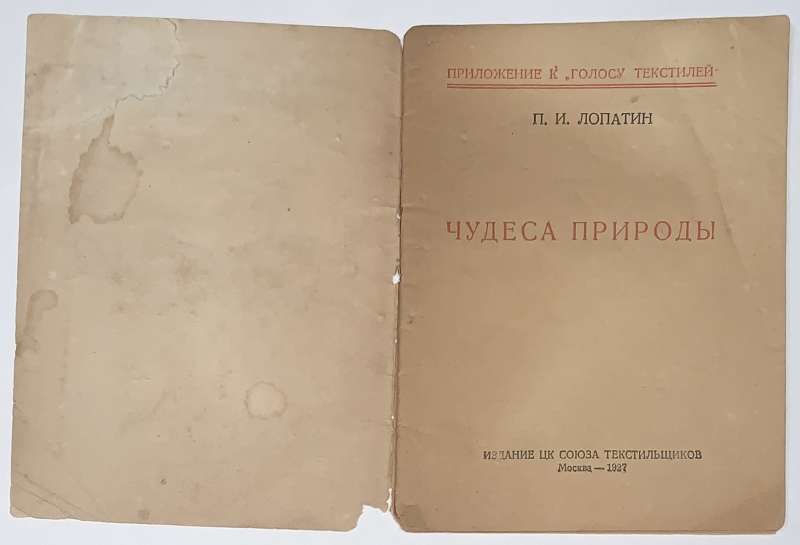 ПРИЛОЖЕНИЕ К „ГОЛОСУ ТЕКСТИЛЕЙ"
П. И. ЛОПАТИН
ЧУДЕСА ПРИРОДЫ
ИЗДАНИЕ ЦК СОЮЗА ТЕКСТИЛЬЩИКОВ
Москва — 1927